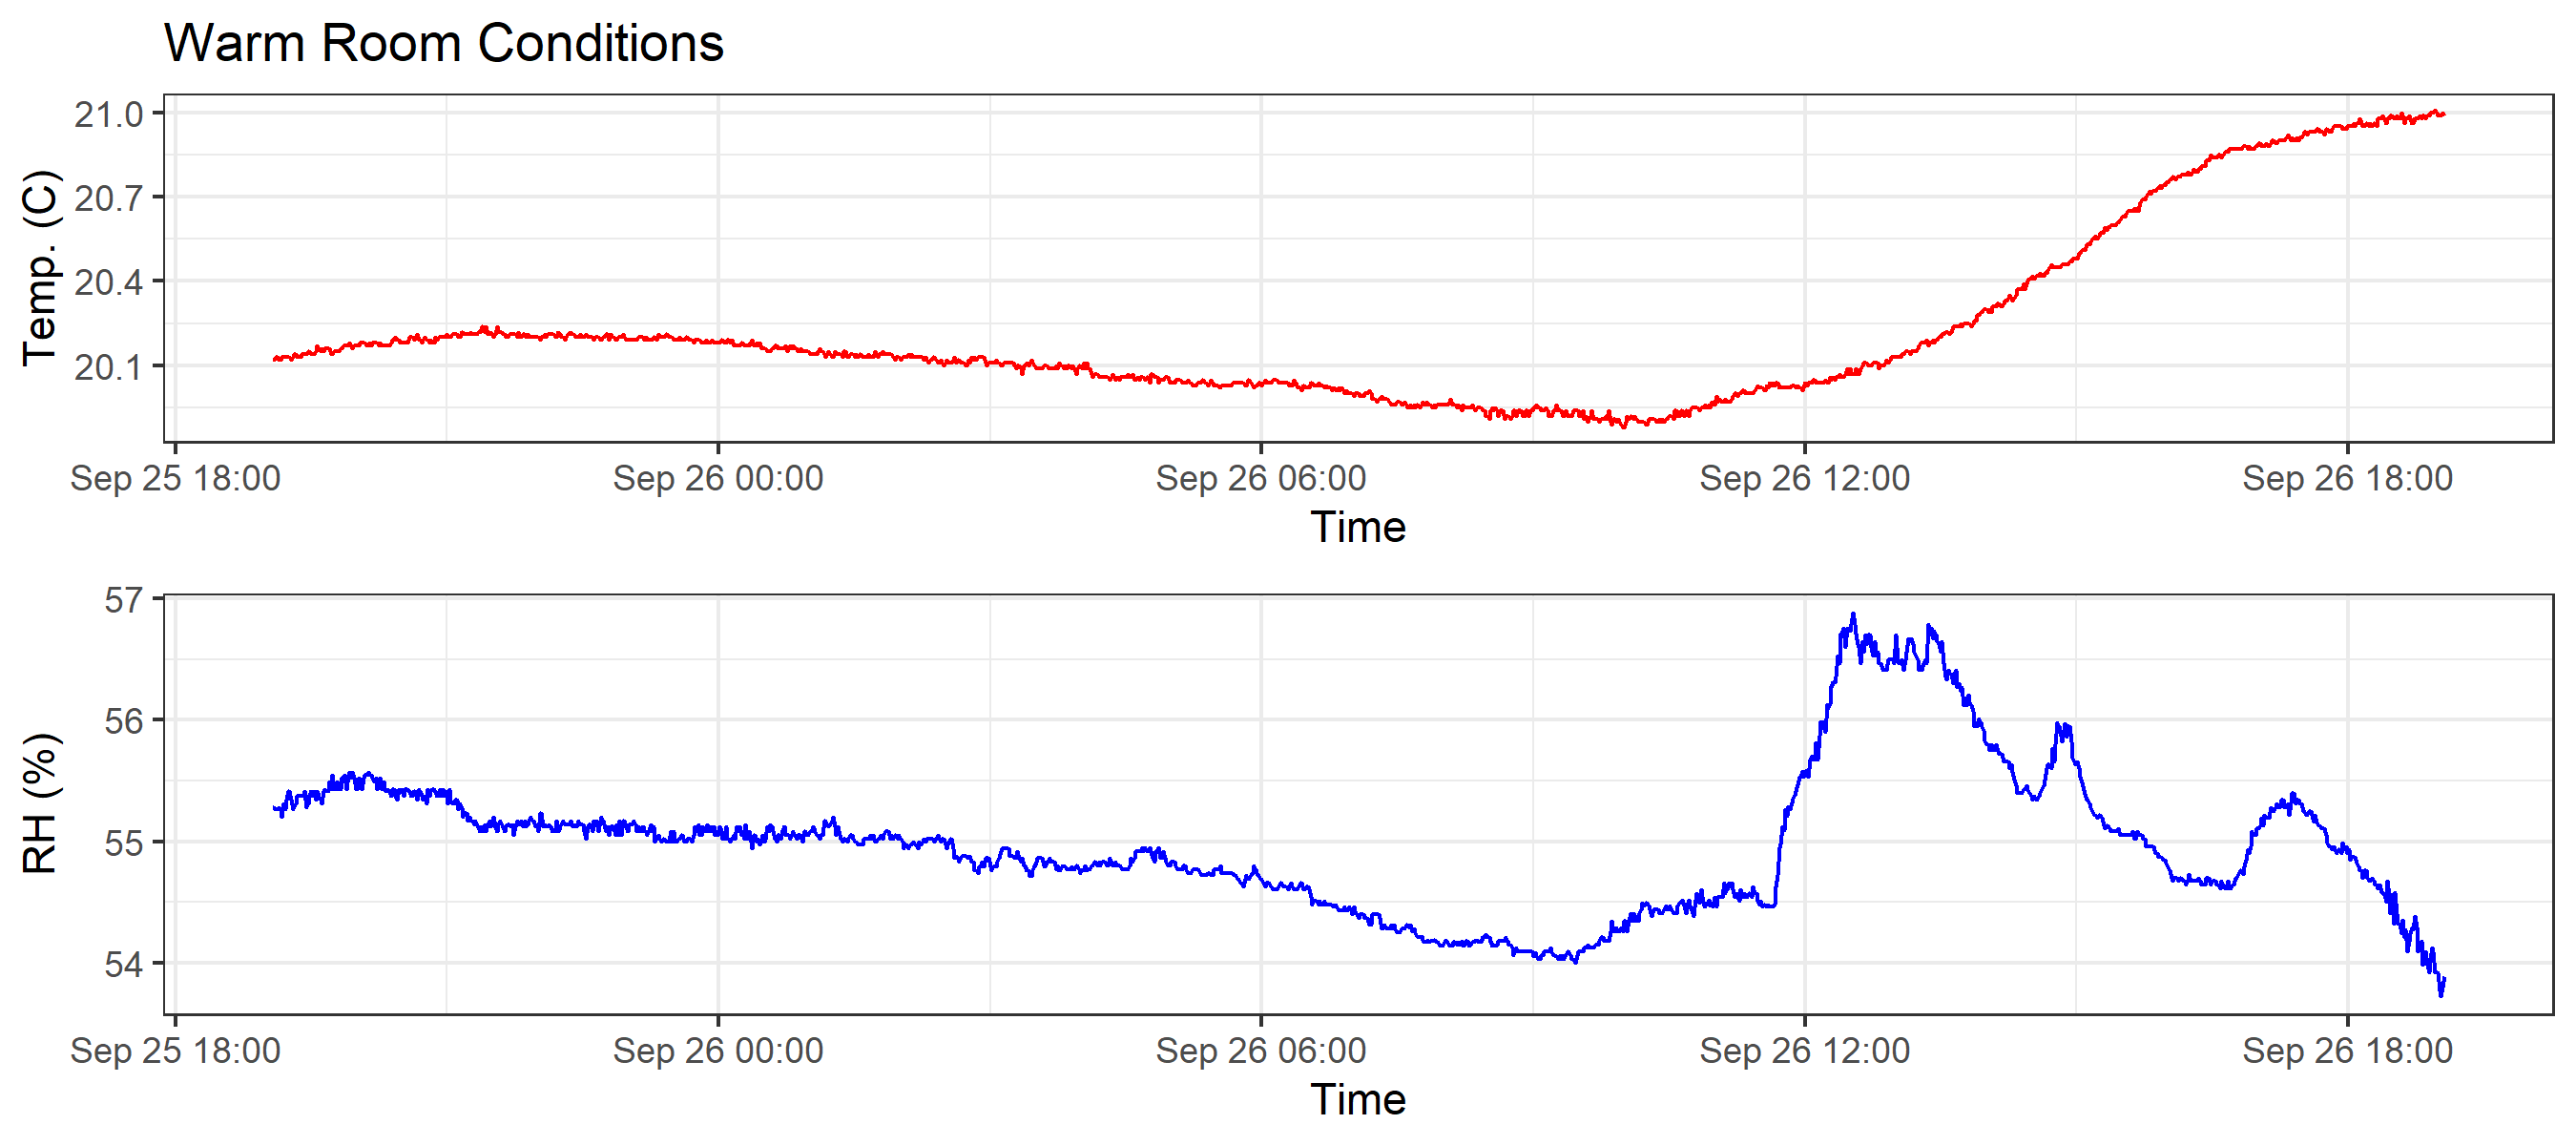 Warm Room Conditions
21.0
20.7
20.4
20.1
Temp. (C)
Sep 25 18:00 Sep 26 00:00 Sep 26 06:00 Sep 26 12:00 Sep 26 18:00
Time
57
56
55
54
RH (%)
Sep 25 18:00 Sep 26 00:00 Sep 26 06:00 Sep 26 12:00 Sep 26 18:00
Time